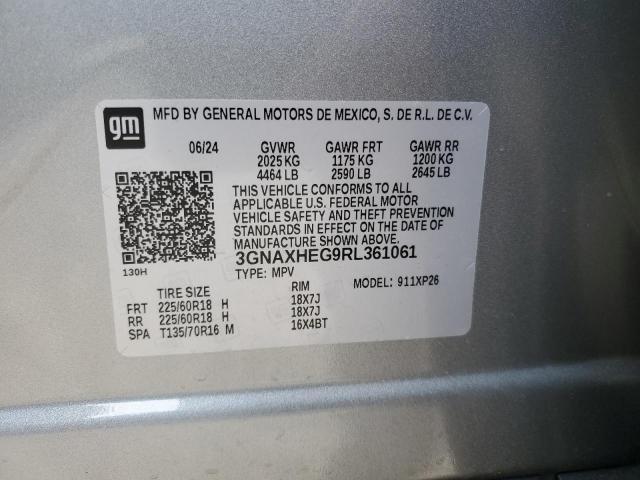 gm
MFD BY GENERAL MOTORS DE MEXICO, S. DE R.L. DE C.V.
06/24 GVWR GAWR FRT GAWR RR
2025 KG 1175 KG 1200 KG
4464 LB 2590 LB 2645 LB
THIS VEHICLE CONFORMS TO ALL
APPLICABLE U.S. FEDERAL MOTOR
VEHICLE SAFETY AND THEFT PREVENTION
STANDARDS IN EFFECT ON THE DATE OF
MANUFACTURE SHOWN ABOVE.
3GNAXHEG9RL361061
130H
TYPE: MPV MODEL: 911XP26
TIRE SIZE RIM
FRT 225/60R18 H 18X7J
RR 225/60R18 H 18X7J
SPA T135/70R16 M 16X4BT